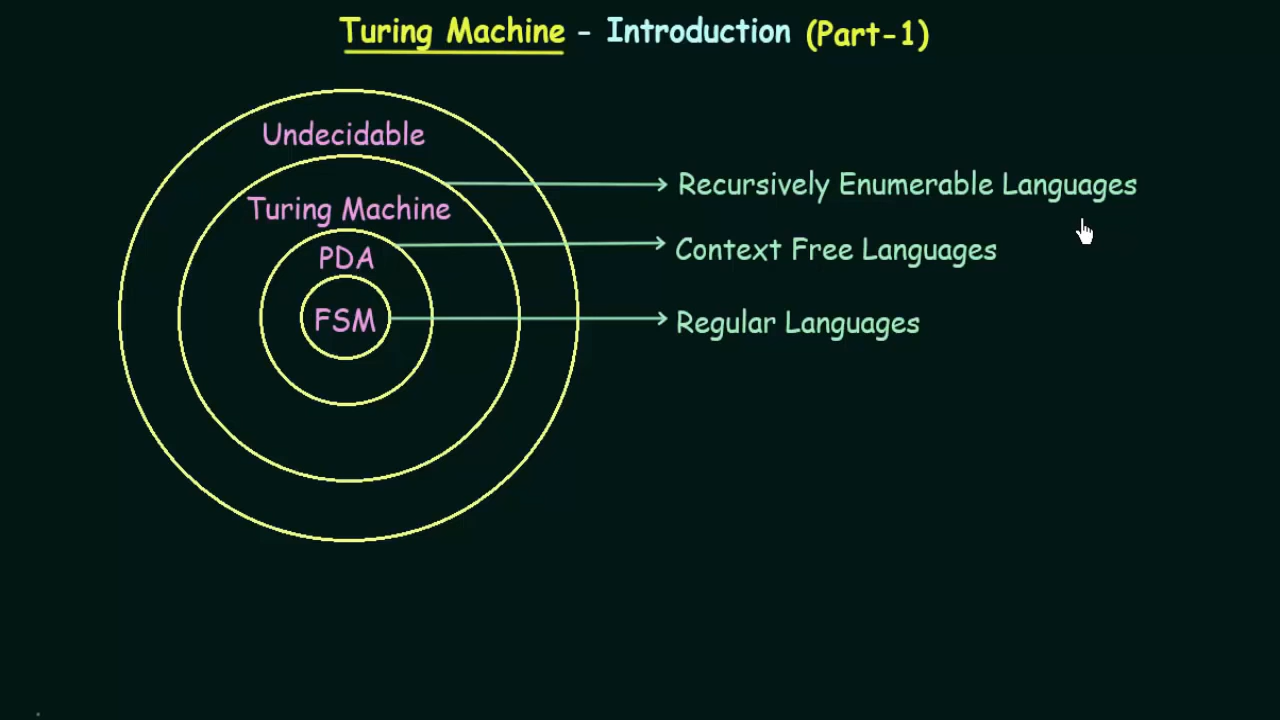 Turing Machine - Introduction (Part-1)
Undecidable
Turing Machine
PDA
FSM
Recursively Enumerable Languages
Context Free Languages
Regular Languages